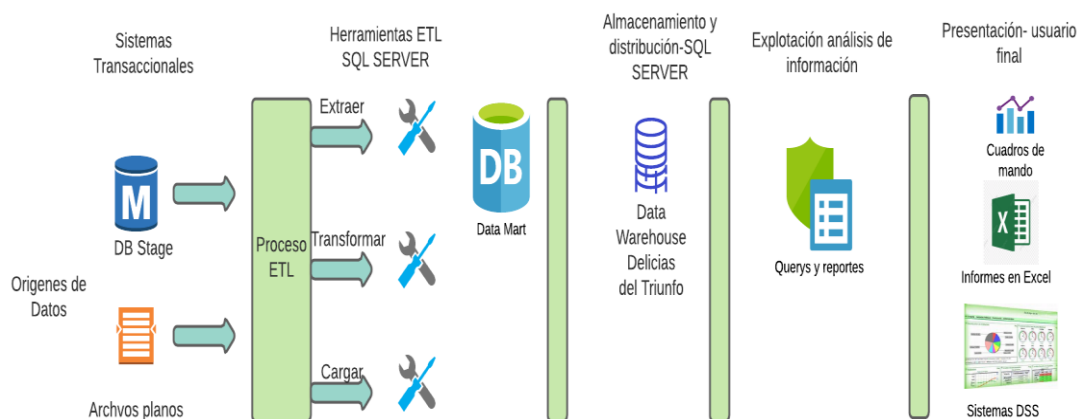 Sistemas
Transaccionales
Herramientas ETL
SQL SERVER
Almacenamiento y
distribución-SQL
SERVER
Explotación análisis de
información
Presentación- usuario
final
Origenes de
Datos
M
DB Stage
Archvos planos
Proceso
ETL
Extraer
Transformar
Cargar
DB
Data Mart
Data
Warehouse
Delicias
del Triunfo
Querys y reportes
Cuadros de
mando
X
Informes en Excel
Sistemas DSS